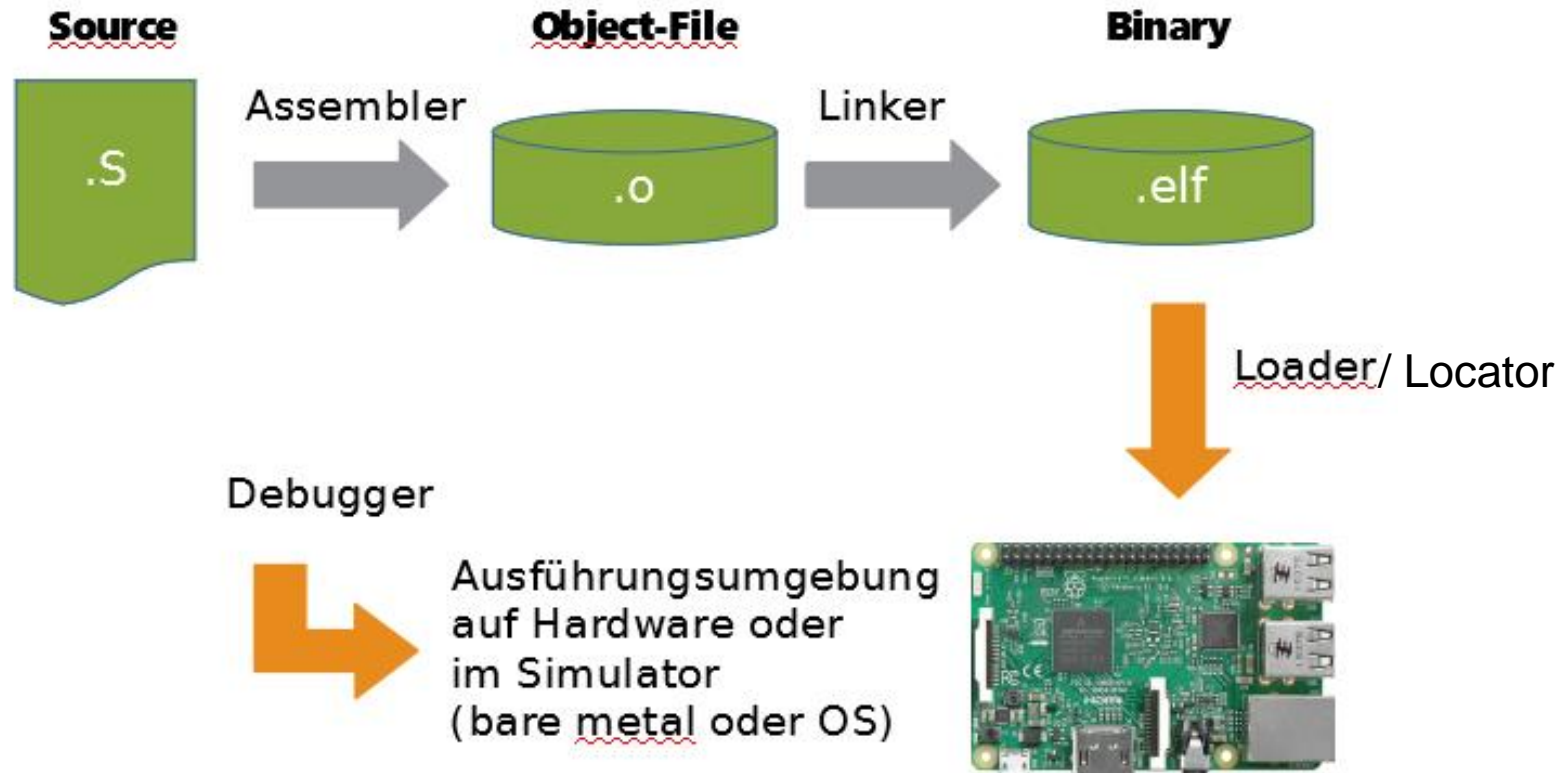 Source
Object-File
Binary
Assembler
Linker
.S
.o
.elf
Loader/ Locator
Debugger
Ausführungsumgebung
auf Hardware oder
im Simulator
(bare metal oder OS)